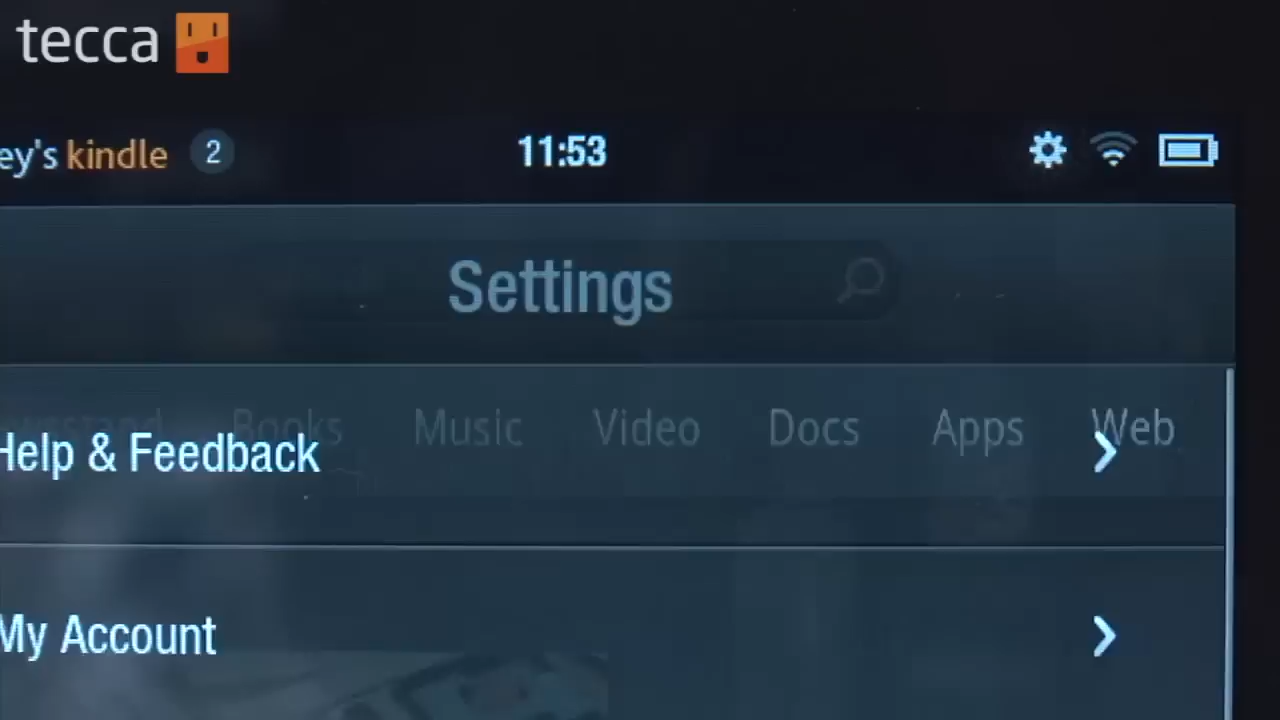 tecca
ey's kindle 2 11:53
Settings
Books Music Video Docs Apps Web
Help & Feedback
My Account